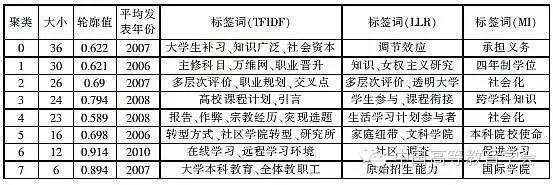 聚类 大小 轮廓值 平均发表年份 标签词(TFIDF) 标签词(LLR) 标签词(MI)
0 36 0.622 2007 大学生补习、知识广泛、社会资本 调节效应 承担义务
1 30 0.621 2006 主修科目、万维网、职业晋升 知识、女权主义研究 四年制学位
2 26 0.69 2007 多层次评价、职业规划、交叉点 多层次评价、透明大学 社会化
3 24 0.794 2008 高校课程计划、引言 学生参与、课程衔接 跨学科知识
4 23 0.589 2008 报告、作弊、宗教经历、突现选题 生活学习计划参与者 社会化
5 16 0.698 2006 转型方式、社区学院转型、研究所 家庭纽带、文科学院 本科院校使命
6 12 0.914 2010 在线学习、远程学习环境 社区、调查 促进学习
7 6 0.894 2007 大学本科教育、全体教职工 原始招生能力 国际学院
中国高等教育学会